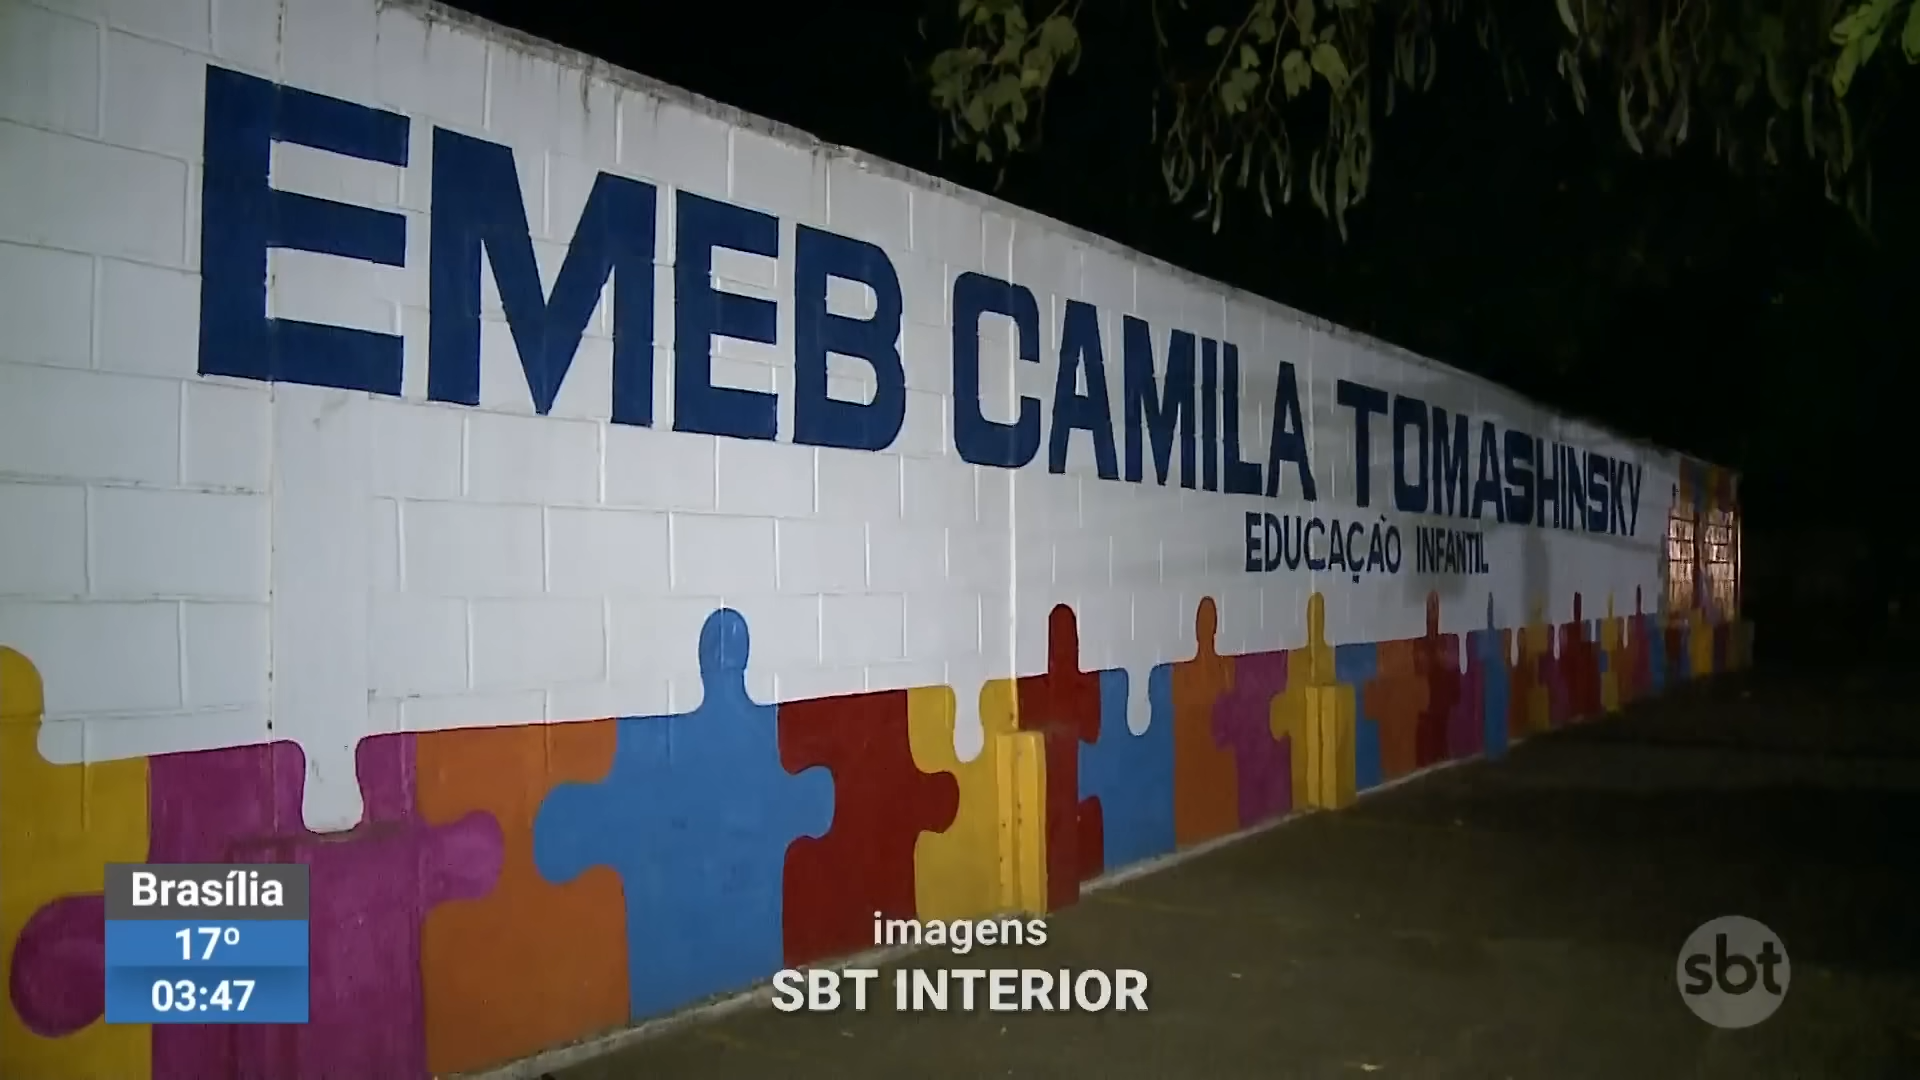 EMEB CAMILA TOMASHINSKY
EDUCAÇÃO INFANTIL
Brasília
17º
03:47
imagens
SBT INTERIOR
sbt